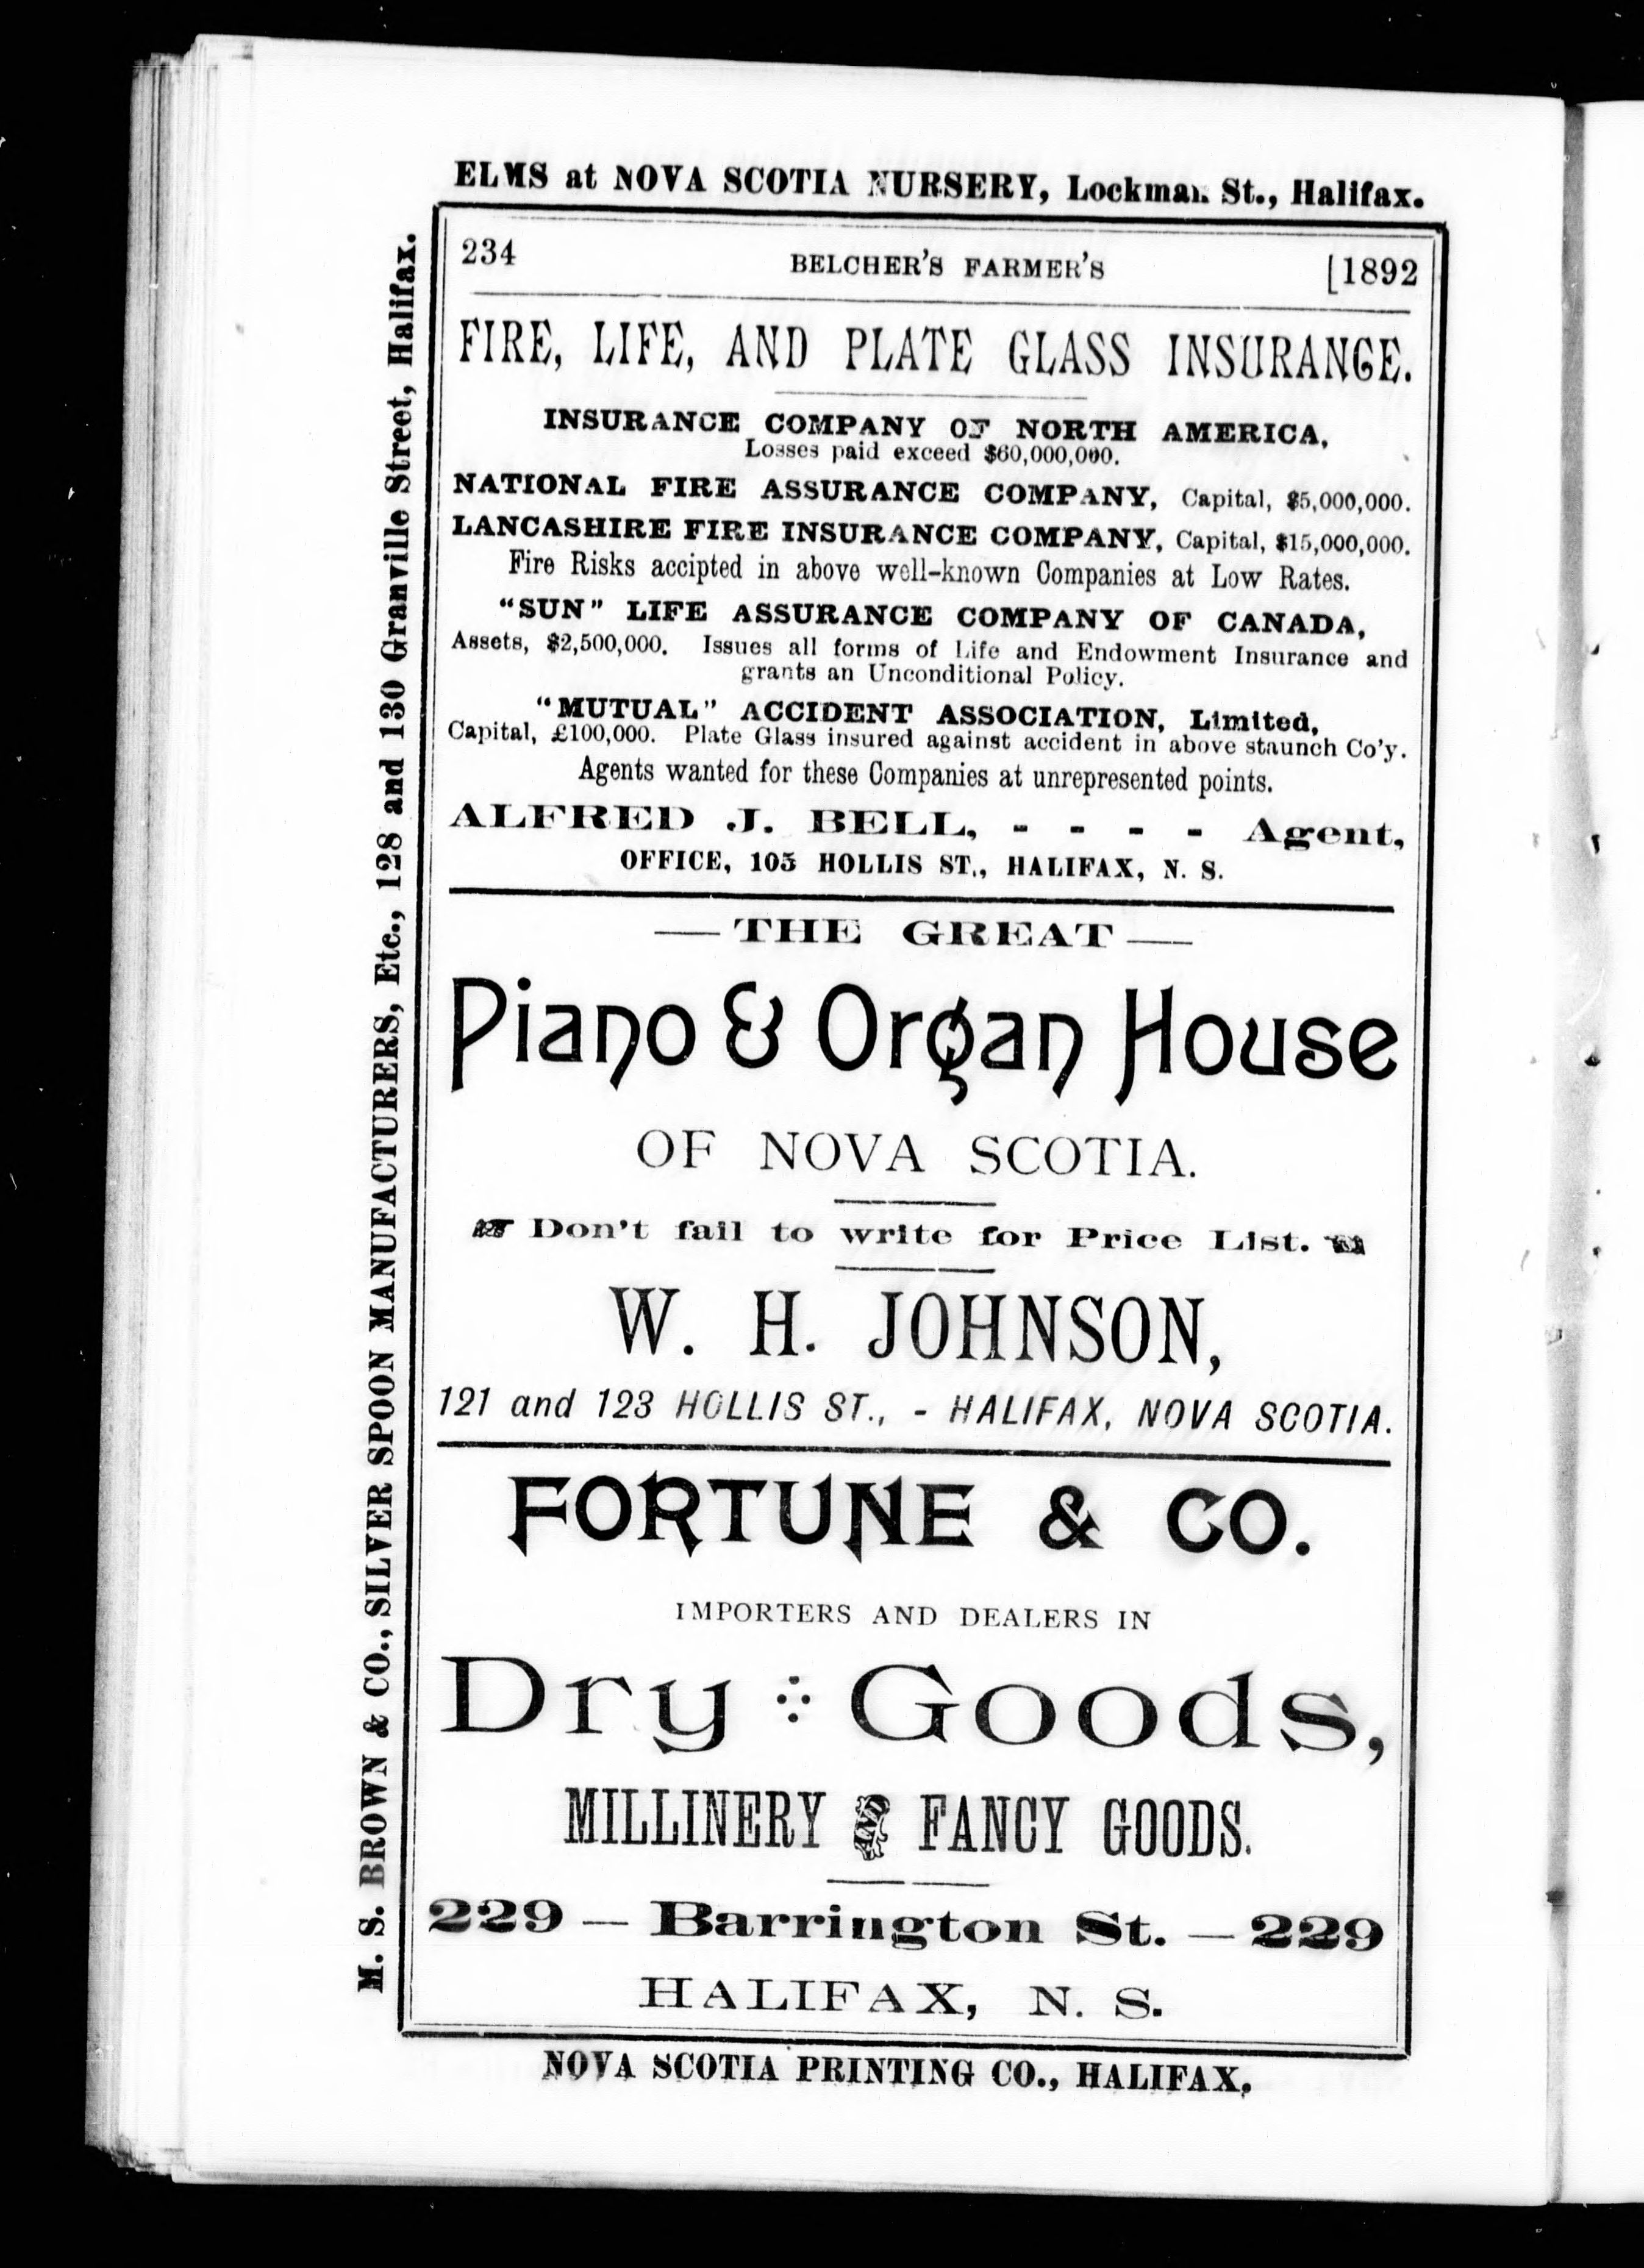 ELMS at NOVA SCOTIA NURSERY, Lockman St., Halifax.
234 BELCHER'S FARMER'S [1892
FIRE, LIFE, AND PLATE GLASS INSURANCE.
INSURANCE COMPANY OF NORTH AMERICA,
Losses paid exceed $60,000,000.
NATIONAL FIRE ASSURANCE COMPANY, Capital, $5,000,000.
LANCASHIRE FIRE INSURANCE COMPANY, Capital, $15,000,000.
Fire Risks accipted in above well-known Companies at Low Rates.
"SUN" LIFE ASSURANCE COMPANY OF CANADA,
Assets, $2,500,000. Issues all forms of Life and Endowment Insurance and
grants an Unconditional Policy.
"MUTUAL" ACCIDENT ASSOCIATION, Limited,
Capital, £100,000. Plate Glass insured against accident in above staunch Co'y.
Agents wanted for these Companies at unrepresented points.
ALFRED J. BELL, - - - - Agent,
OFFICE, 105 HOLLIS ST., HALIFAX, N. S.
— THE GREAT —
Piano & Organ House
OF NOVA SCOTIA.
☞ Don't fail to write for Price List. ☜
W. H. JOHNSON,
121 and 123 HOLLIS ST., - HALIFAX, NOVA SCOTIA.
FORTUNE & CO.
IMPORTERS AND DEALERS IN
Dry Goods,
MILLINERY AND FANCY GOODS.
229 — Barrington St. — 229
HALIFAX, N. S.
NOVA SCOTIA PRINTING CO., HALIFAX,
M. S. BROWN & CO., SILVER SPOON MANUFACTURERS, Etc., 128 and 130 Granville Street, Halifax.